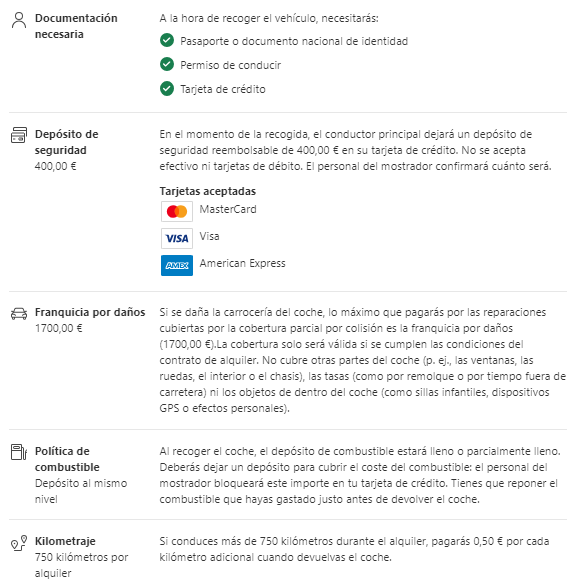 Documentación
necesaria
A la hora de recoger el vehículo, necesitarás:
Pasaporte o documento nacional de identidad
Permiso de conducir
Tarjeta de crédito
Depósito de
seguridad
400,00 €
En el momento de la recogida, el conductor principal dejará un depósito de
seguridad reembolsable de 400,00 € en su tarjeta de crédito. No se acepta
efectivo ni tarjetas de débito. El personal del mostrador confirmará cuánto será.
Tarjetas aceptadas
MasterCard
VISA
Visa
AMEX
American Express
Franquicia por daños
1700,00 €
Si se daña la carrocería del coche, lo máximo que pagarás por las reparaciones
cubiertas por la cobertura parcial por colisión es la franquicia por daños
(1700,00 €).La cobertura solo será válida si se cumplen las condiciones del
contrato de alquiler. No cubre otras partes del coche (p. ej., las ventanas, las
ruedas, el interior o el chasis), las tasas (como por remolque o por tiempo fuera de
carretera) ni los objetos de dentro del coche (como sillas infantiles, dispositivos
GPS o efectos personales).
Política de
combustible
Depósito al mismo
nivel
Al recoger el coche, el depósito de combustible estará lleno o parcialmente lleno.
Deberás dejar un depósito para cubrir el coste del combustible: el personal del
mostrador bloqueará este importe en tu tarjeta de crédito. Tienes que reponer el
combustible que hayas gastado justo antes de devolver el coche.
Kilometraje
750 kilómetros por
alquiler
Si conduces más de 750 kilómetros durante el alquiler, pagarás 0,50 € por cada
kilómetro adicional cuando devuelvas el coche.